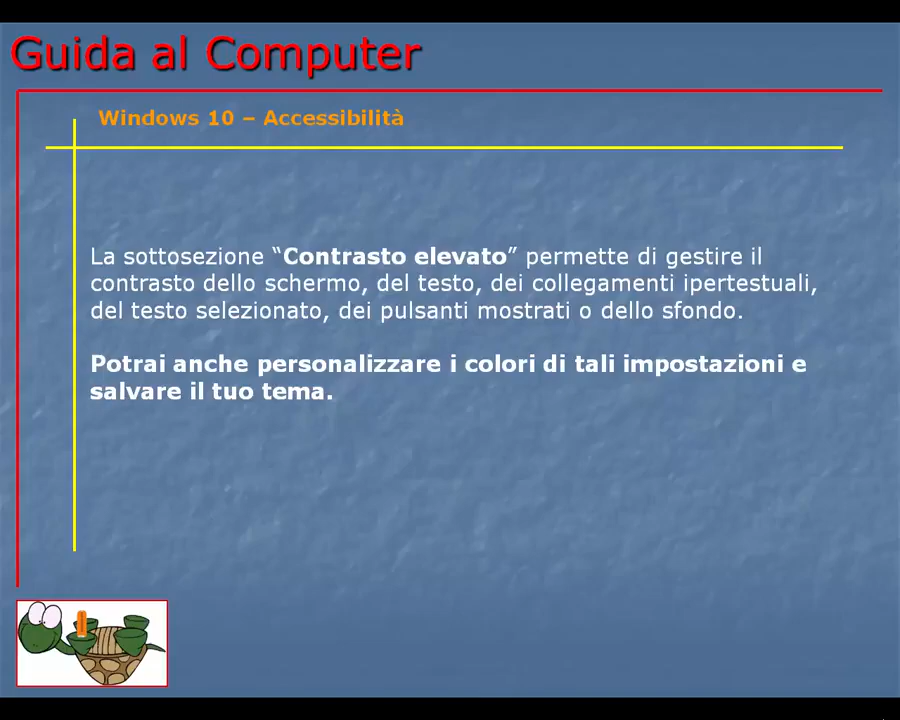 Guida al Computer
Windows 10 – Accessibilità
La sottosezione “Contrasto elevato” permette di gestire il
contrasto dello schermo, del testo, dei collegamenti ipertestuali,
del testo selezionato, dei pulsanti mostrati o dello sfondo.
Potrai anche personalizzare i colori di tali impostazioni e
salvare il tuo tema.